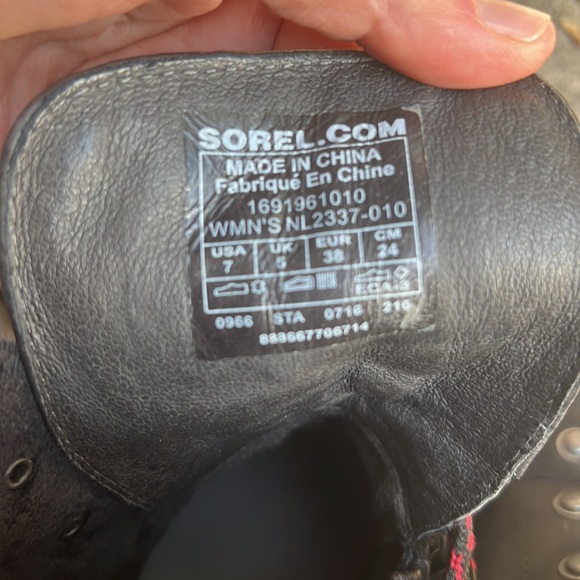 SOREL.COM
MADE IN CHINA
Fabriqué En Chine
1691961010
WMN'S NL2337-010
USA UK EUR CM
7 5 38 24
0966 STA 0716 210
888667706714